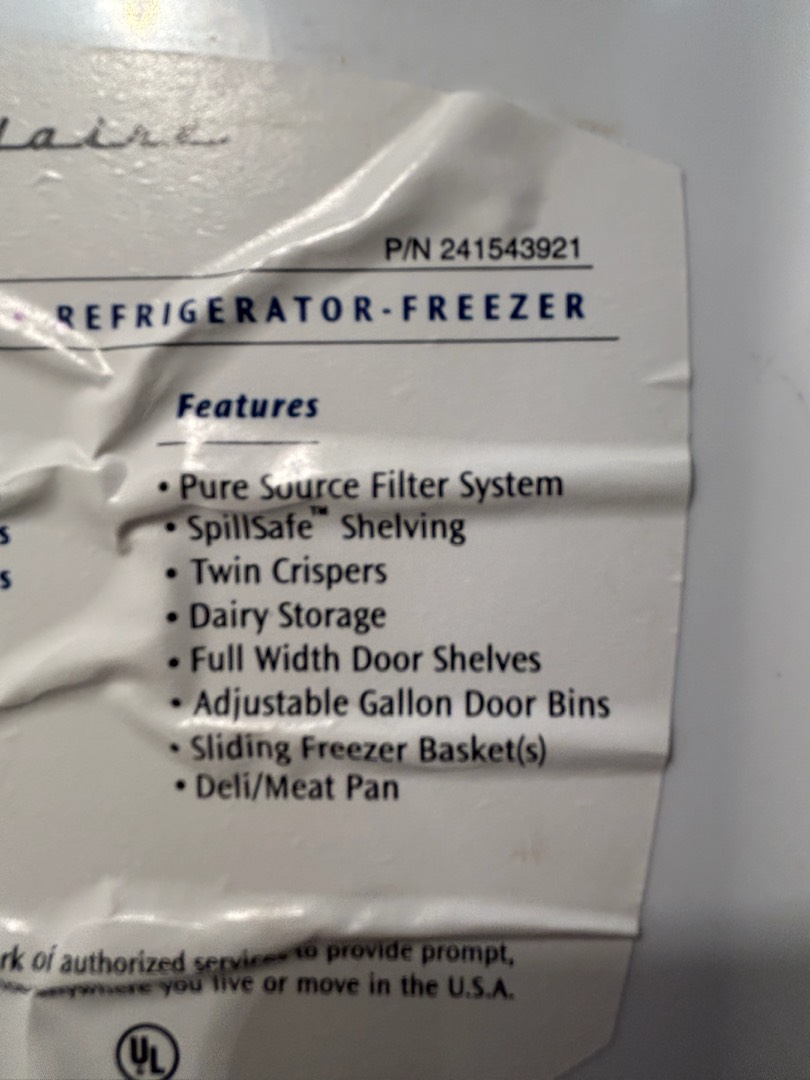 P/N 241543921
REFRIGERATOR-FREEZER
Features
• Pure Source Filter System
• SpillSafe™ Shelving
s
• Twin Crispers
s
• Dairy Storage
• Full Width Door Shelves
• Adjustable Gallon Door Bins
• Sliding Freezer Basket(s)
• Deli/Meat Pan
rk of authorized to provide prompt,
anywhere you live or move in the U.S.A.
UL